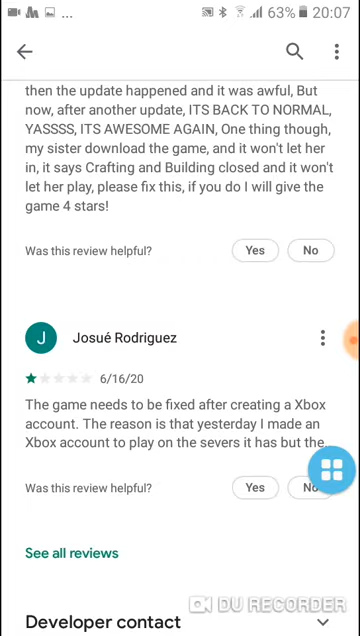 63% 20:07
then the update happened and it was awful, But
now, after another update, ITS BACK TO NORMAL,
YASSSS, ITS AWESOME AGAIN, One thing though,
my sister download the game, and it won't let her
in, it says Crafting and Building closed and it won't
let her play, please fix this, if you do I will give the
game 4 stars!
Was this review helpful? Yes No
J Josué Rodriguez
6/16/20
The game needs to be fixed after creating a Xbox
account. The reason is that yesterday I made an
Xbox account to play on the severs it has but the...
Was this review helpful? Yes No
See all reviews
DU RECORDER
Developer contact